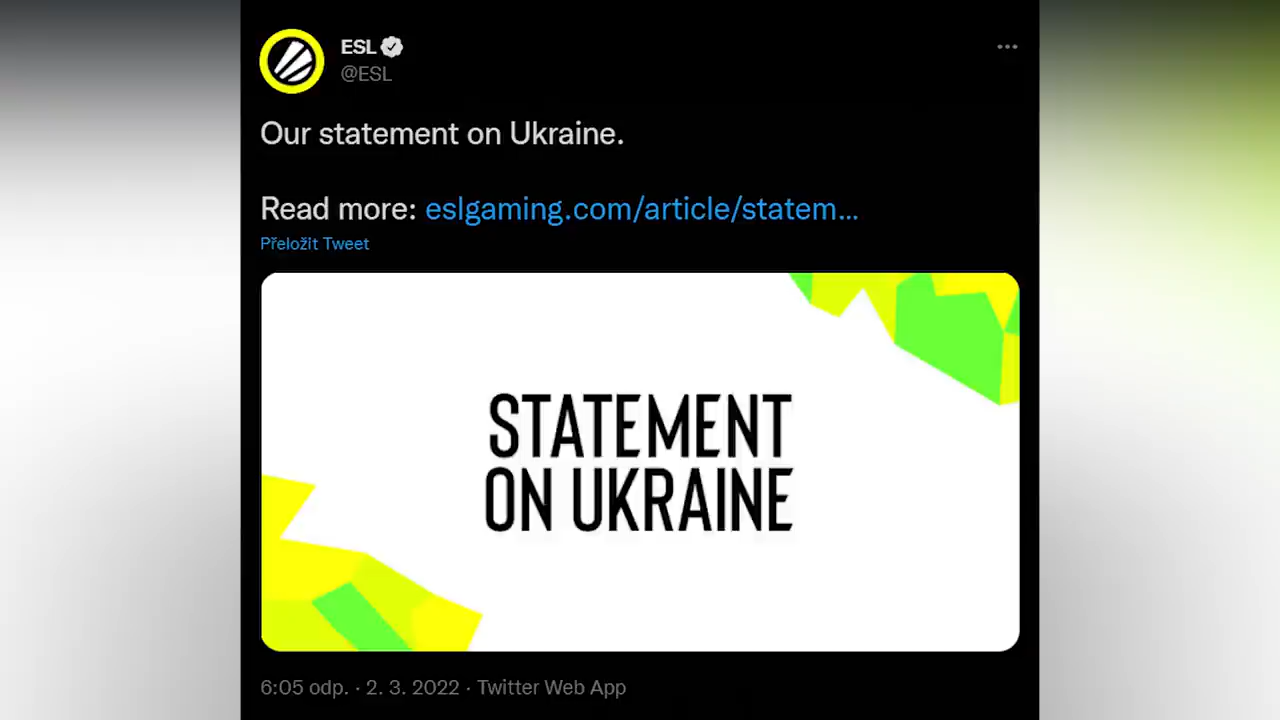 ESL
@ESL
Our statement on Ukraine.
Read more: eslgaming.com/article/statem...
Přeložit Tweet
STATEMENT
ON UKRAINE
6:05 odp. · 2. 3. 2022 · Twitter Web App